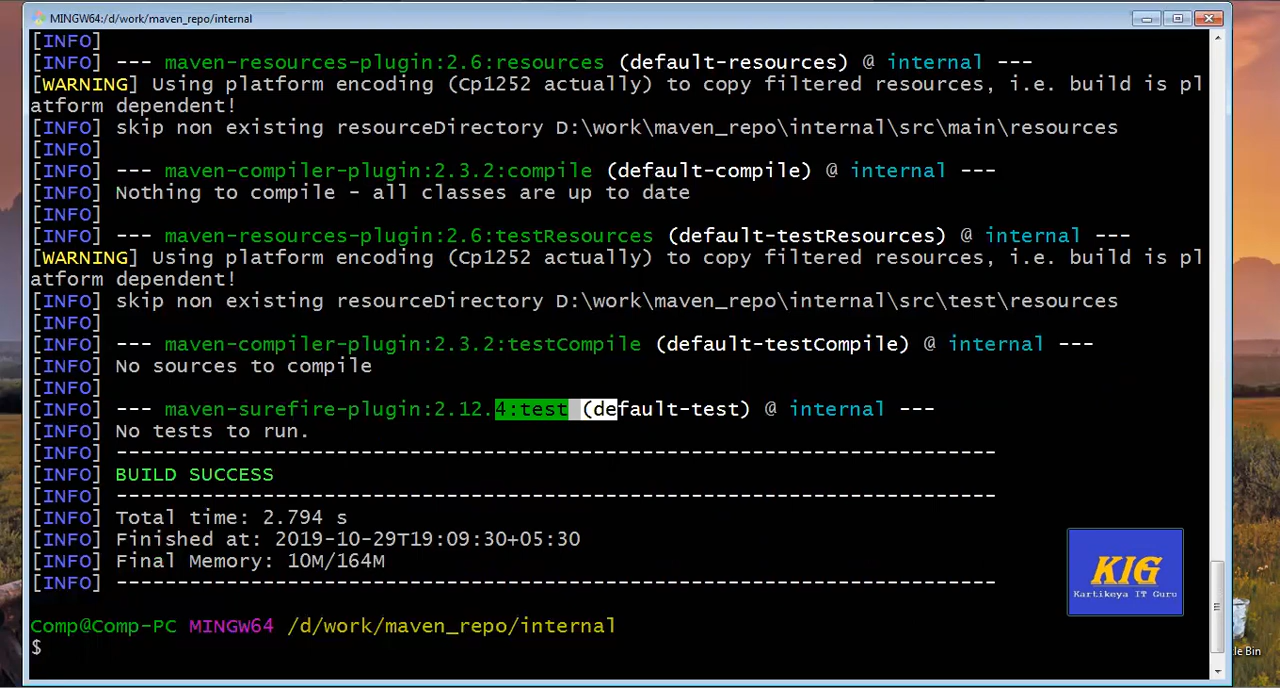 MINGW64:/d/work/maven_repo/internal
[INFO]
[INFO] --- maven-resources-plugin:2.6:resources (default-resources) @ internal ---
[WARNING] Using platform encoding (Cp1252 actually) to copy filtered resources, i.e. build is pl
atform dependent!
[INFO] skip non existing resourceDirectory D:\work\maven_repo\internal\src\main\resources
[INFO]
[INFO] --- maven-compiler-plugin:2.3.2:compile (default-compile) @ internal ---
[INFO] Nothing to compile - all classes are up to date
[INFO]
[INFO] --- maven-resources-plugin:2.6:testResources (default-testResources) @ internal ---
[WARNING] Using platform encoding (Cp1252 actually) to copy filtered resources, i.e. build is pl
atform dependent!
[INFO] skip non existing resourceDirectory D:\work\maven_repo\internal\src\test\resources
[INFO]
[INFO] --- maven-compiler-plugin:2.3.2:testCompile (default-testCompile) @ internal ---
[INFO] No sources to compile
[INFO]
[INFO] --- maven-surefire-plugin:2.12.4:test (default-test) @ internal ---
[INFO] No tests to run.
[INFO] ------------------------------------------------------------------------
[INFO] BUILD SUCCESS
[INFO] ------------------------------------------------------------------------
[INFO] Total time: 2.794 s
[INFO] Finished at: 2019-10-29T19:09:30+05:30
[INFO] Final Memory: 10M/164M
[INFO] ------------------------------------------------------------------------
KIG
Kartikeya IT Guru
Comp@Comp-PC MINGW64 /d/work/maven_repo/internal
$
cle Bin